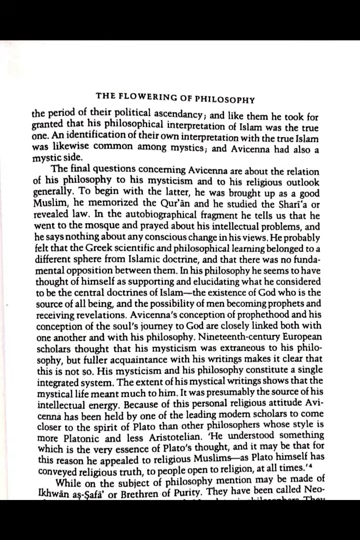 THE FLOWERING OF PHILOSOPHY
the period of their political ascendancy; and like them he took for
granted that his philosophical interpretation of Islam was the true
one. An identification of their own interpretation with the true Islam
was likewise common among mystics; and Avicenna had also a
mystic side.
The final questions concerning Avicenna are about the relation
of his philosophy to his mysticism and to his religious outlook
generally. To begin with the latter, he was brought up as a good
Muslim, he memorized the Qur'ān and he studied the Sharī'a or
revealed law. In the autobiographical fragment he tells us that he
went to the mosque and prayed about his intellectual problems, and
he says nothing about any conscious change in his views. He probably
felt that the Greek scientific and philosophical learning belonged to a
different sphere from Islamic doctrine, and that there was no funda-
mental opposition between them. In his philosophy he seems to have
thought of himself as supporting and elucidating what he considered
to be the central doctrines of Islam—the existence of God who is the
source of all being, and the possibility of men becoming prophets and
receiving revelations. Avicenna's conception of prophethood and his
conception of the soul's journey to God are closely linked both with
one another and with his philosophy. Nineteenth-century European
scholars thought that his mysticism was extraneous to his philo-
sophy, but fuller acquaintance with his writings makes it clear that
this is not so. His mysticism and his philosophy constitute a single
integrated system. The extent of his mystical writings shows that the
mystical life meant much to him. It was presumably the source of his
intellectual energy. Because of this personal religious attitude Avi-
cenna has been held by one of the leading modern scholars to come
closer to the spirit of Plato than other philosophers whose style is
more Platonic and less Aristotelian. 'He understood something
which is the very essence of Plato's thought, and it may be that for
this reason he appealed to religious Muslims—as Plato himself has
conveyed religious truth, to people open to religion, at all times.'⁴
While on the subject of philosophy mention may be made of
Ikhwān aṣ-Ṣafā' or Brethren of Purity. They have been called Neo-